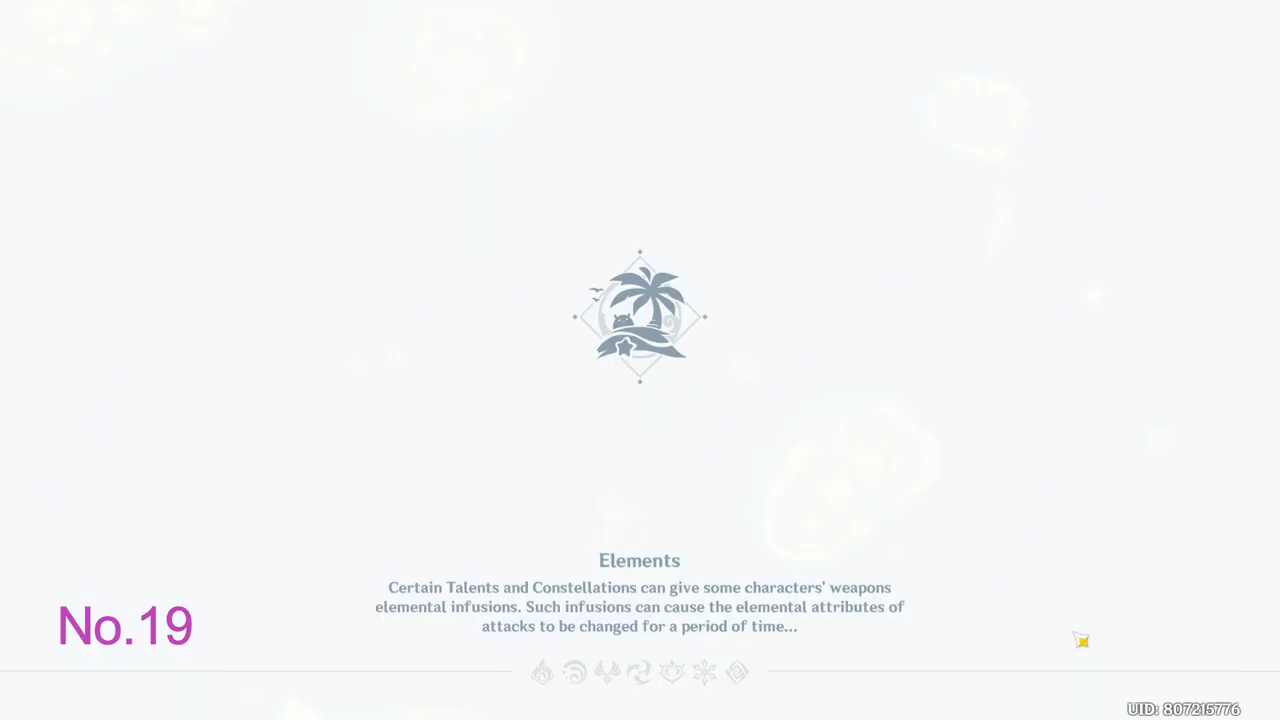 Elements
Certain Talents and Constellations can give some characters' weapons
elemental infusions. Such infusions can cause the elemental attributes of
attacks to be changed for a period of time...
No.19
UID: 807215776